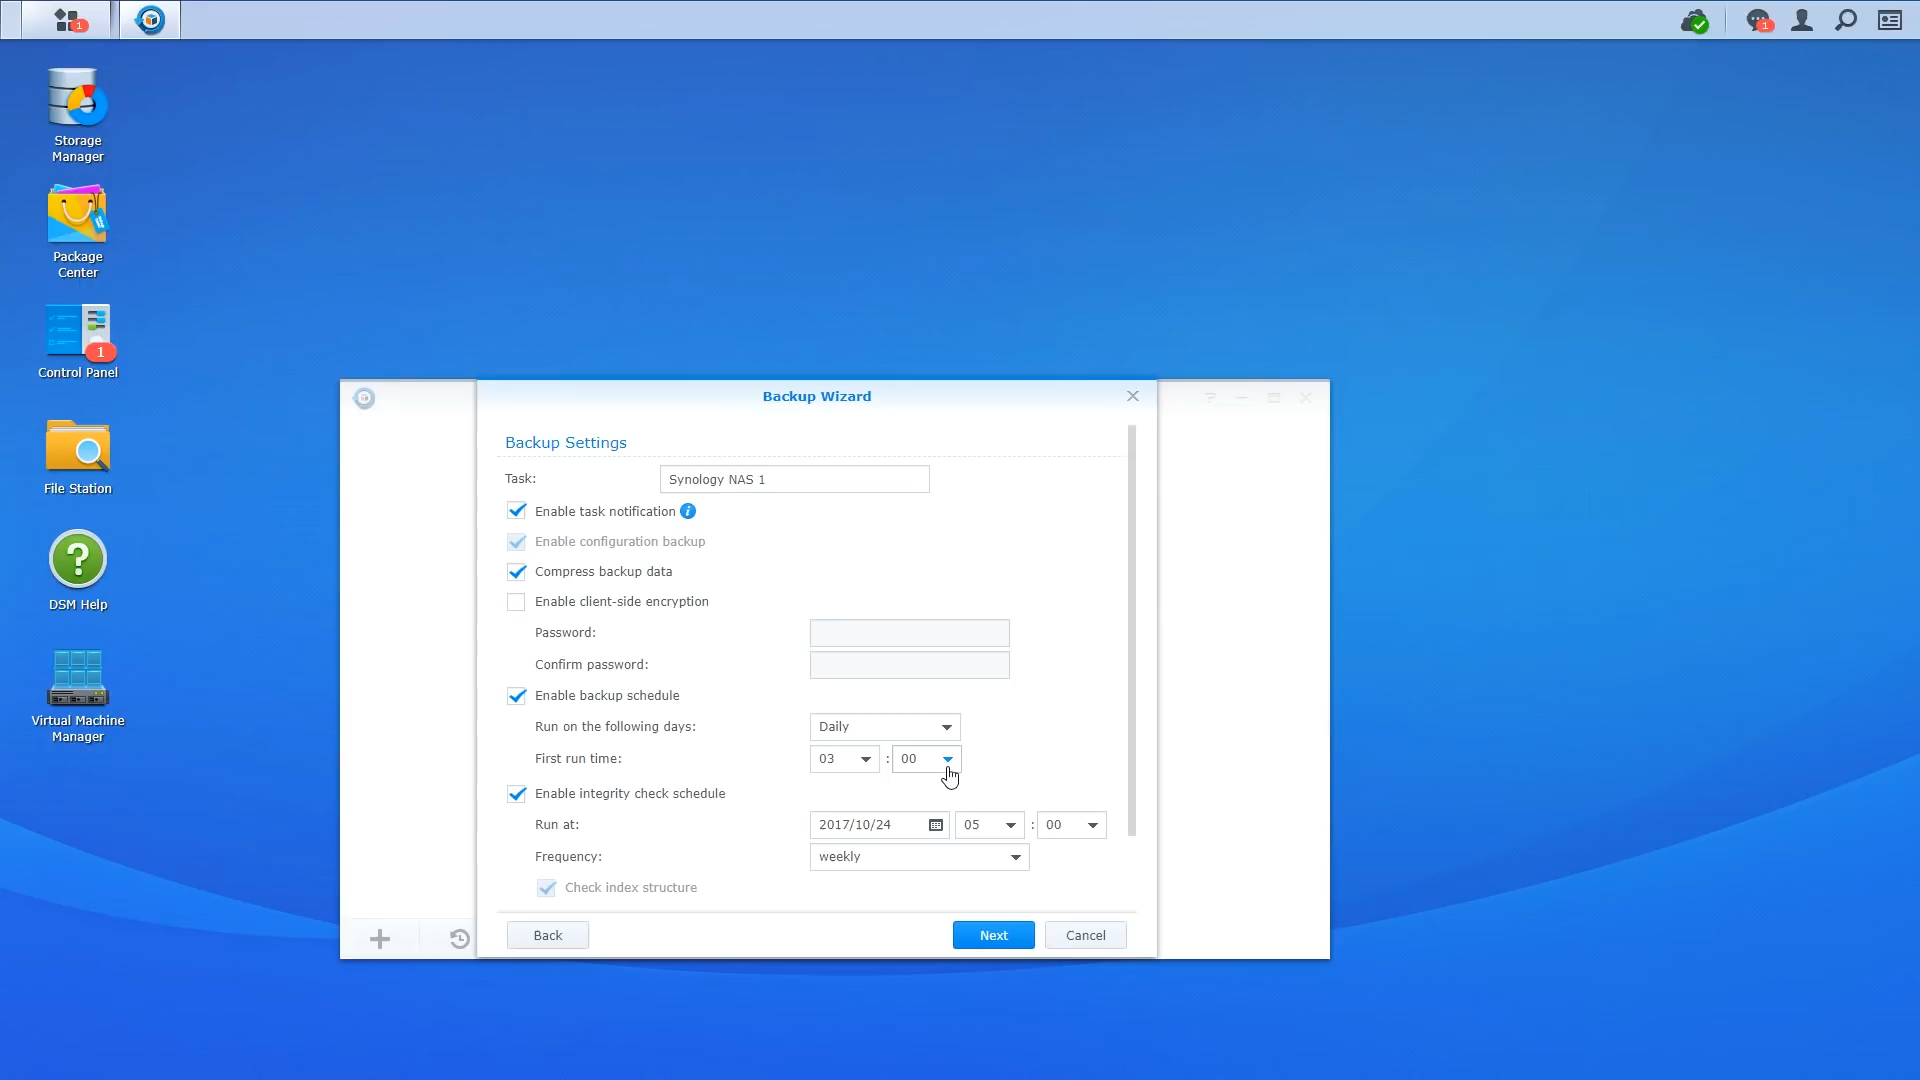 1
1
Storage
Manager
Package
Center
1
Control Panel
File Station
?
DSM Help
Virtual Machine
Manager
Backup Wizard
Backup Settings
Task: Synology NAS 1
Enable task notification i
Enable configuration backup
Compress backup data
Enable client-side encryption
Password:
Confirm password:
Enable backup schedule
Run on the following days: Daily
First run time: 03 : 00
Enable integrity check schedule
Run at: 2017/10/24 05 : 00
Frequency: weekly
Check index structure
Back Next Cancel